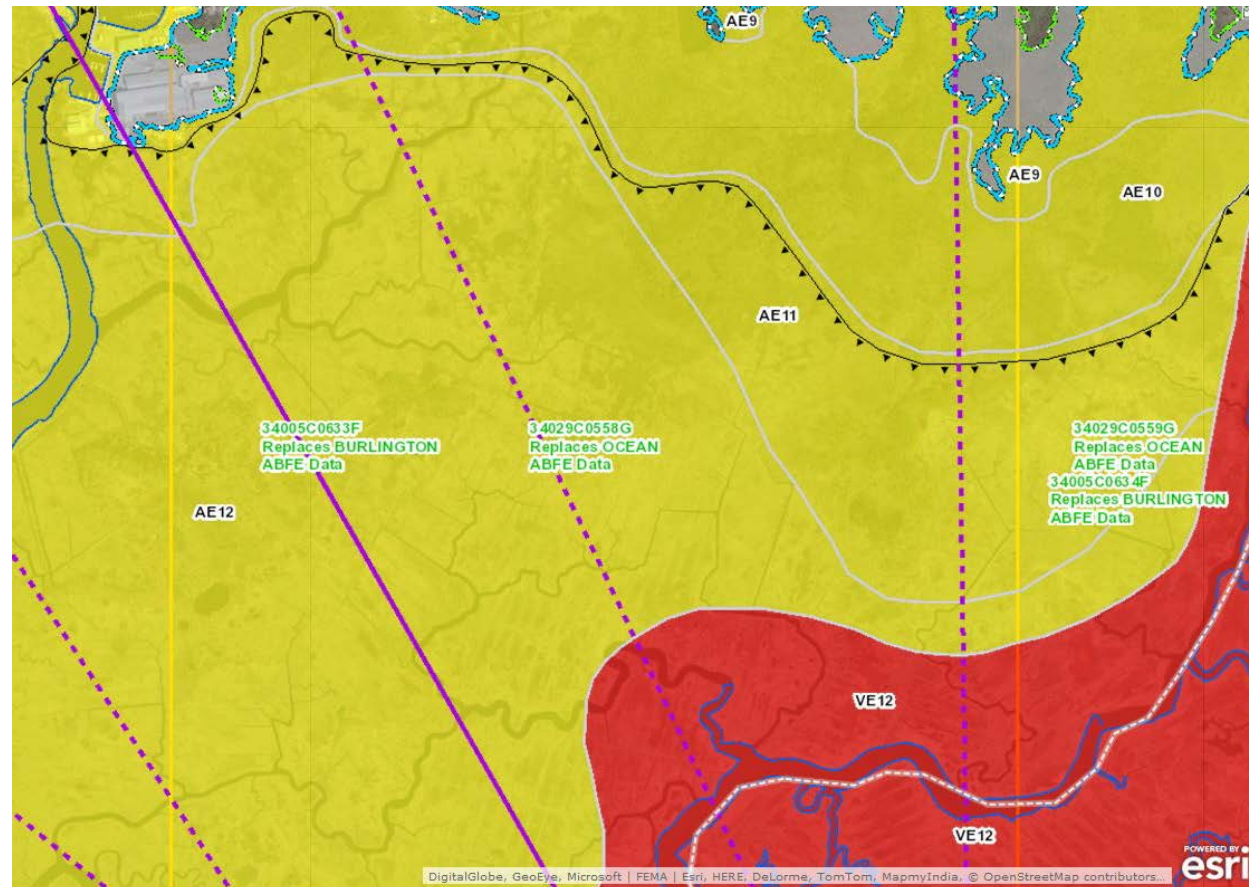 AE9
AE9
AE10
AE11
34005C0633F
Replaces BURLINGTON
ABFE Data
34029C0558G
Replaces OCEAN
ABFE Data
34029C0559G
Replaces OCEAN
ABFE Data
34005C0634F
Replaces BURLINGTON
ABFE Data
AE12
VE12
VE12
POWERED BY
esri
DigitalGlobe, GeoEye, Microsoft | FEMA | Esri, HERE, DeLorme, TomTom, MapmyIndia, © OpenStreetMap contributors...